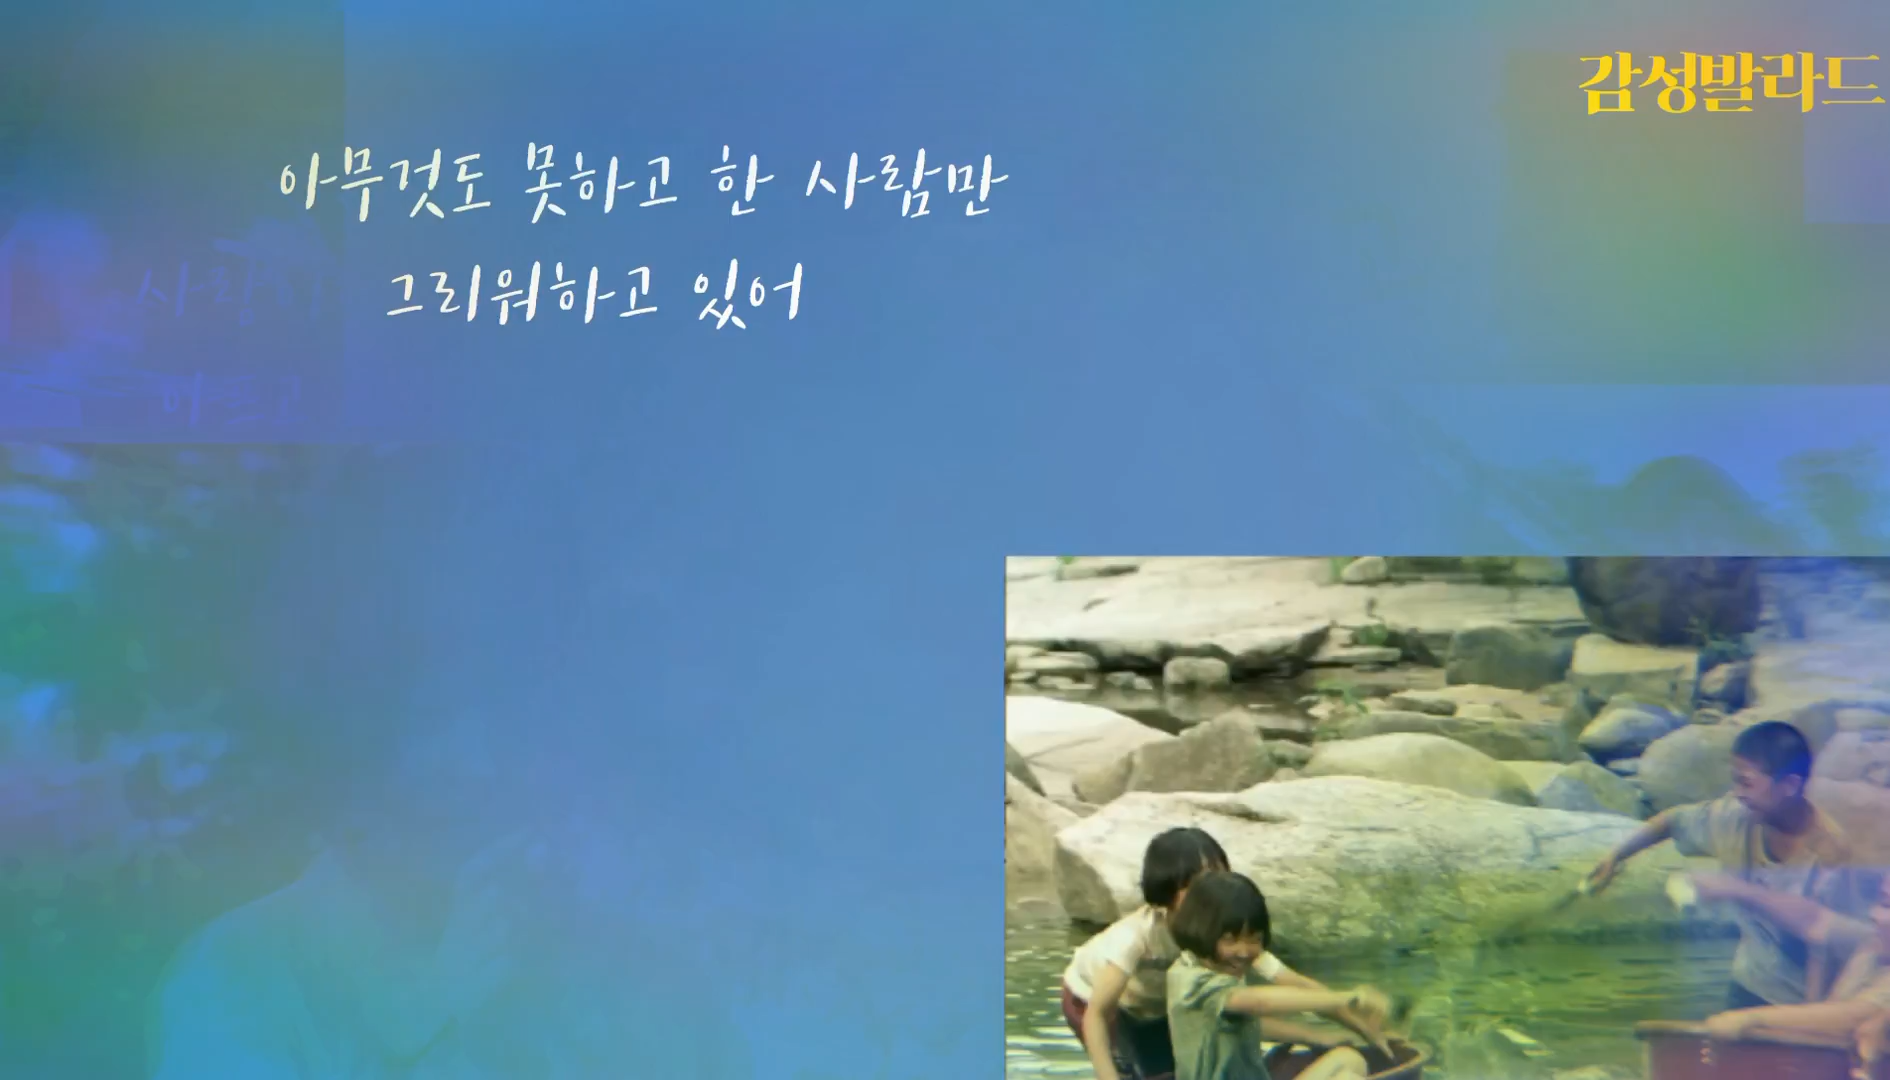 감성발라드
아무것도 못하고 한 사람만
그리워하고 있어